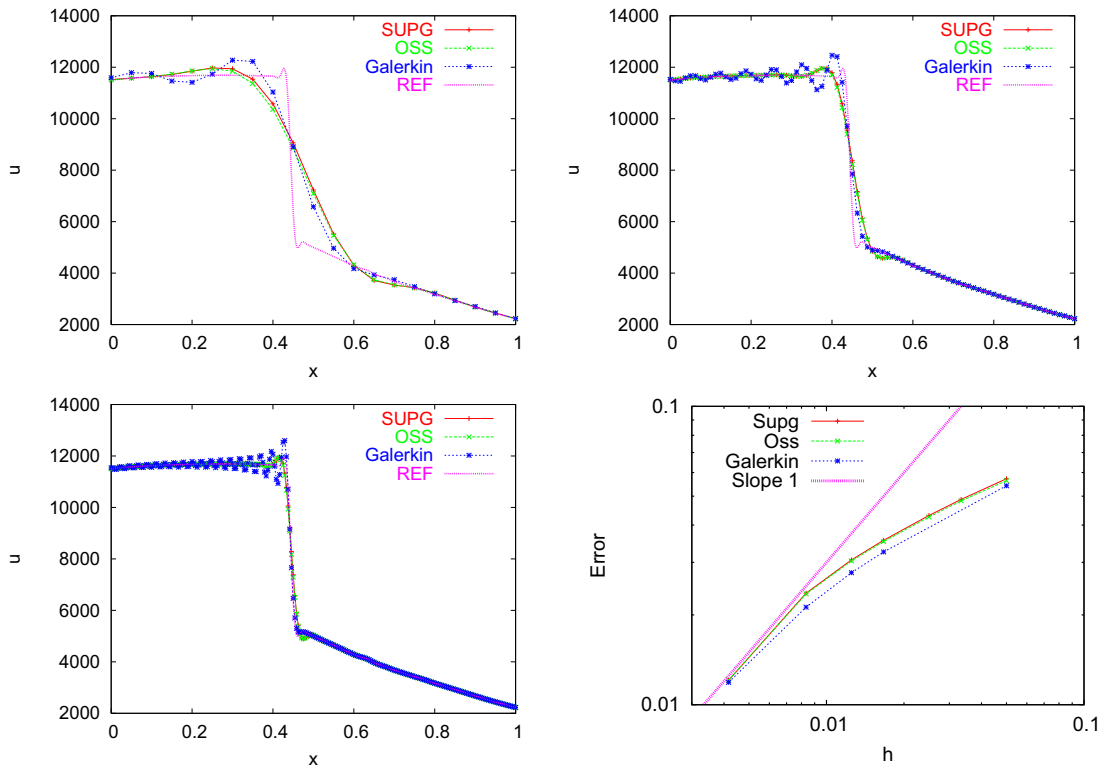 14000
12000
10000
8000
6000
4000
2000
0
0.2
0.4
0.6
0.8
1
u
x
SUPG
OSS
Galerkin
REF
14000
12000
10000
8000
6000
4000
2000
0
0.2
0.4
0.6
0.8
1
u
x
SUPG
OSS
Galerkin
REF
14000
12000
10000
8000
6000
4000
2000
0
0.2
0.4
0.6
0.8
1
u
x
SUPG
OSS
Galerkin
REF
0.1
0.01
0.01
0.1
Error
h
Supg
Oss
Galerkin
Slope 1